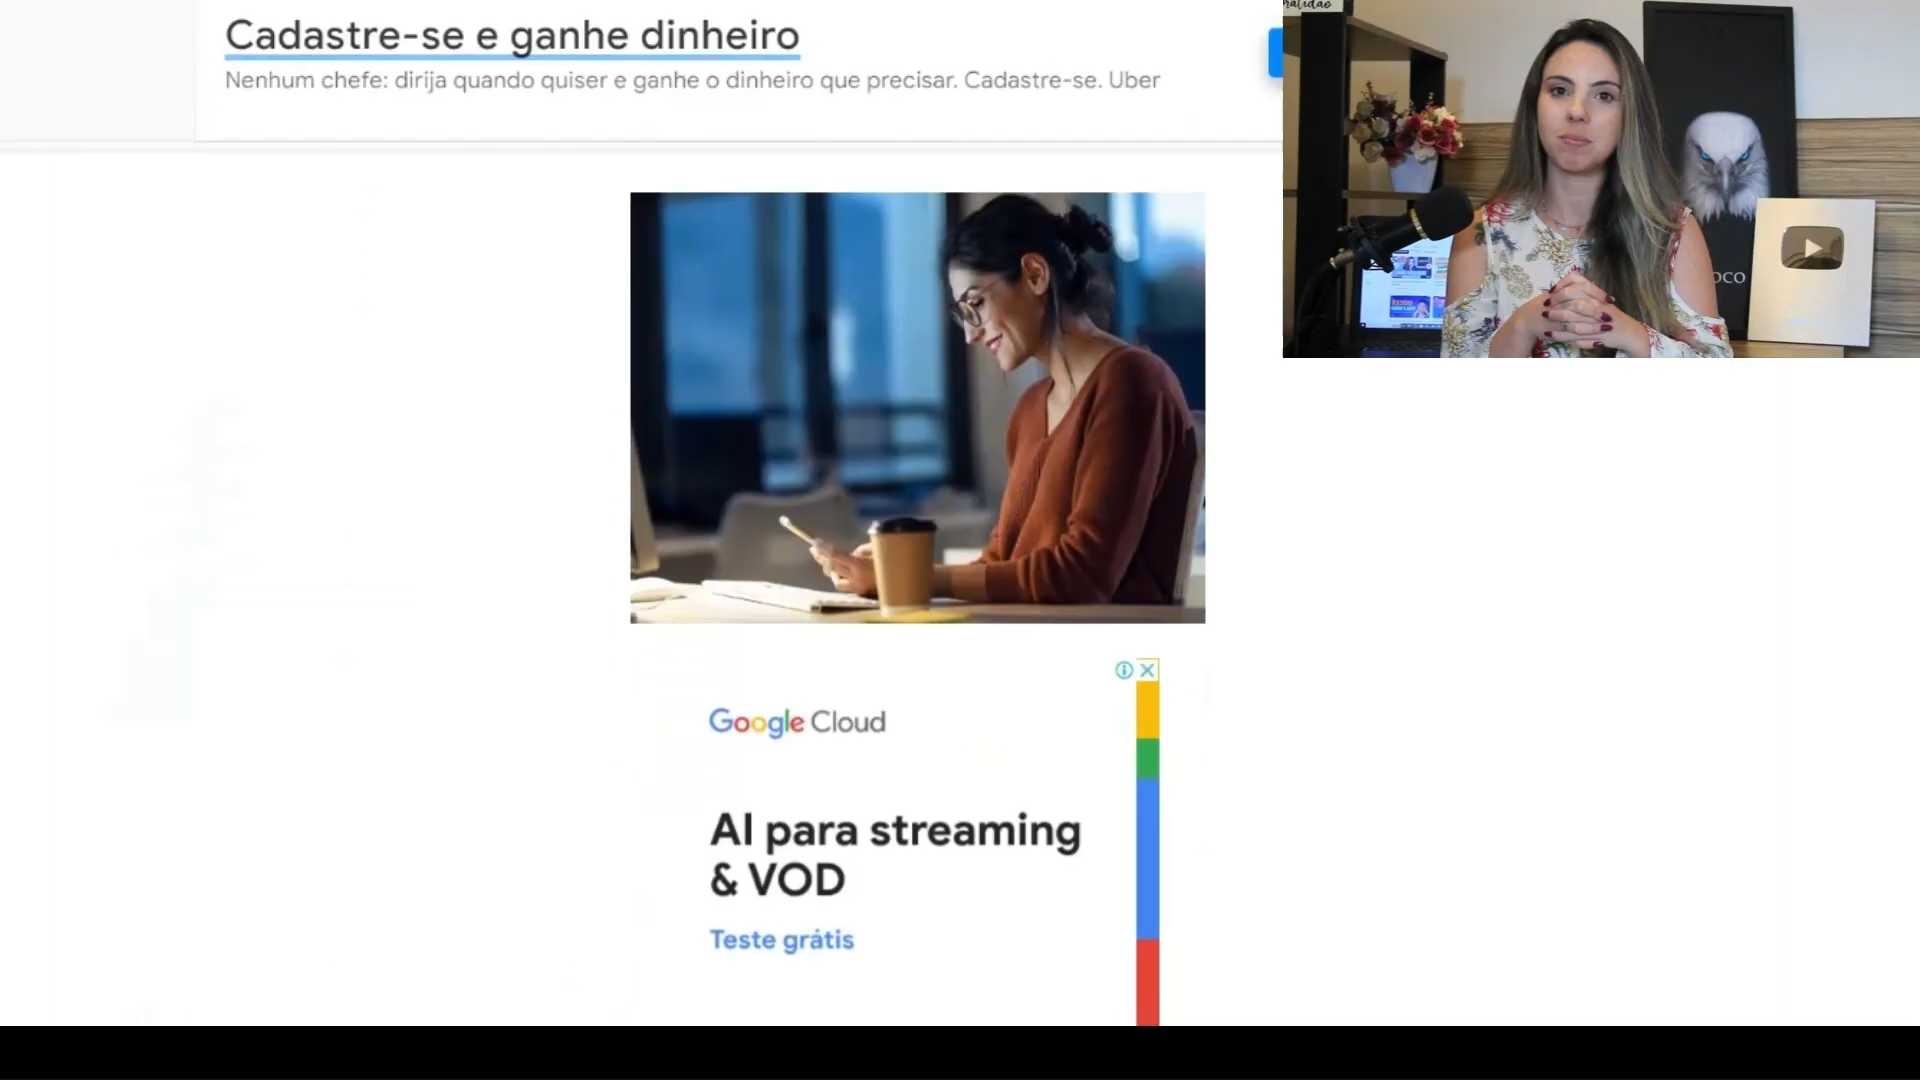 Cadastre-se e ganhe dinheiro
Nenhum chefe: dirija quando quiser e ganhe o dinheiro que precisar. Cadastre-se. Uber
Google Cloud
AI para streaming
& VOD
Teste grátis